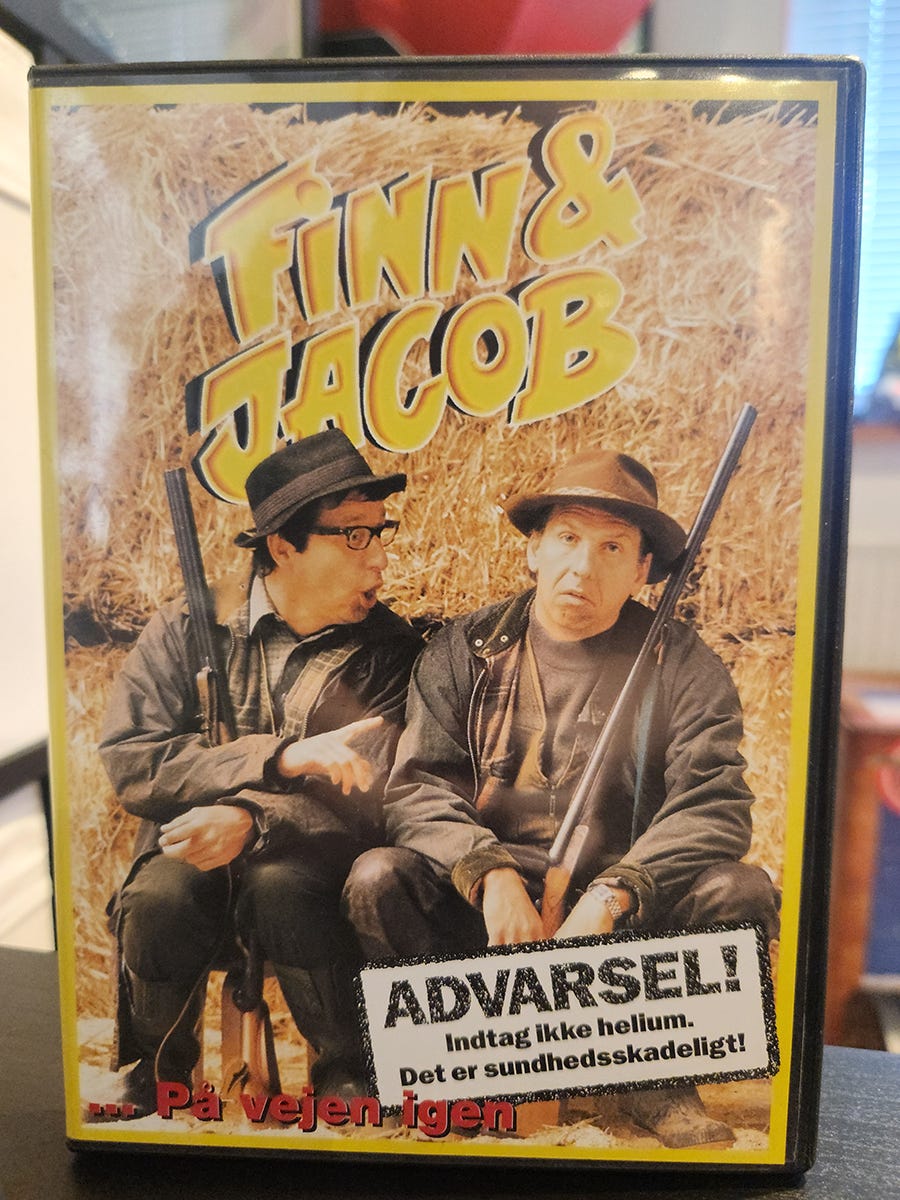 FiNN &
JACOB
ADVARSEL!
Indtag ikke helium.
Det er sundhedsskadeligt!
... På vejen igen